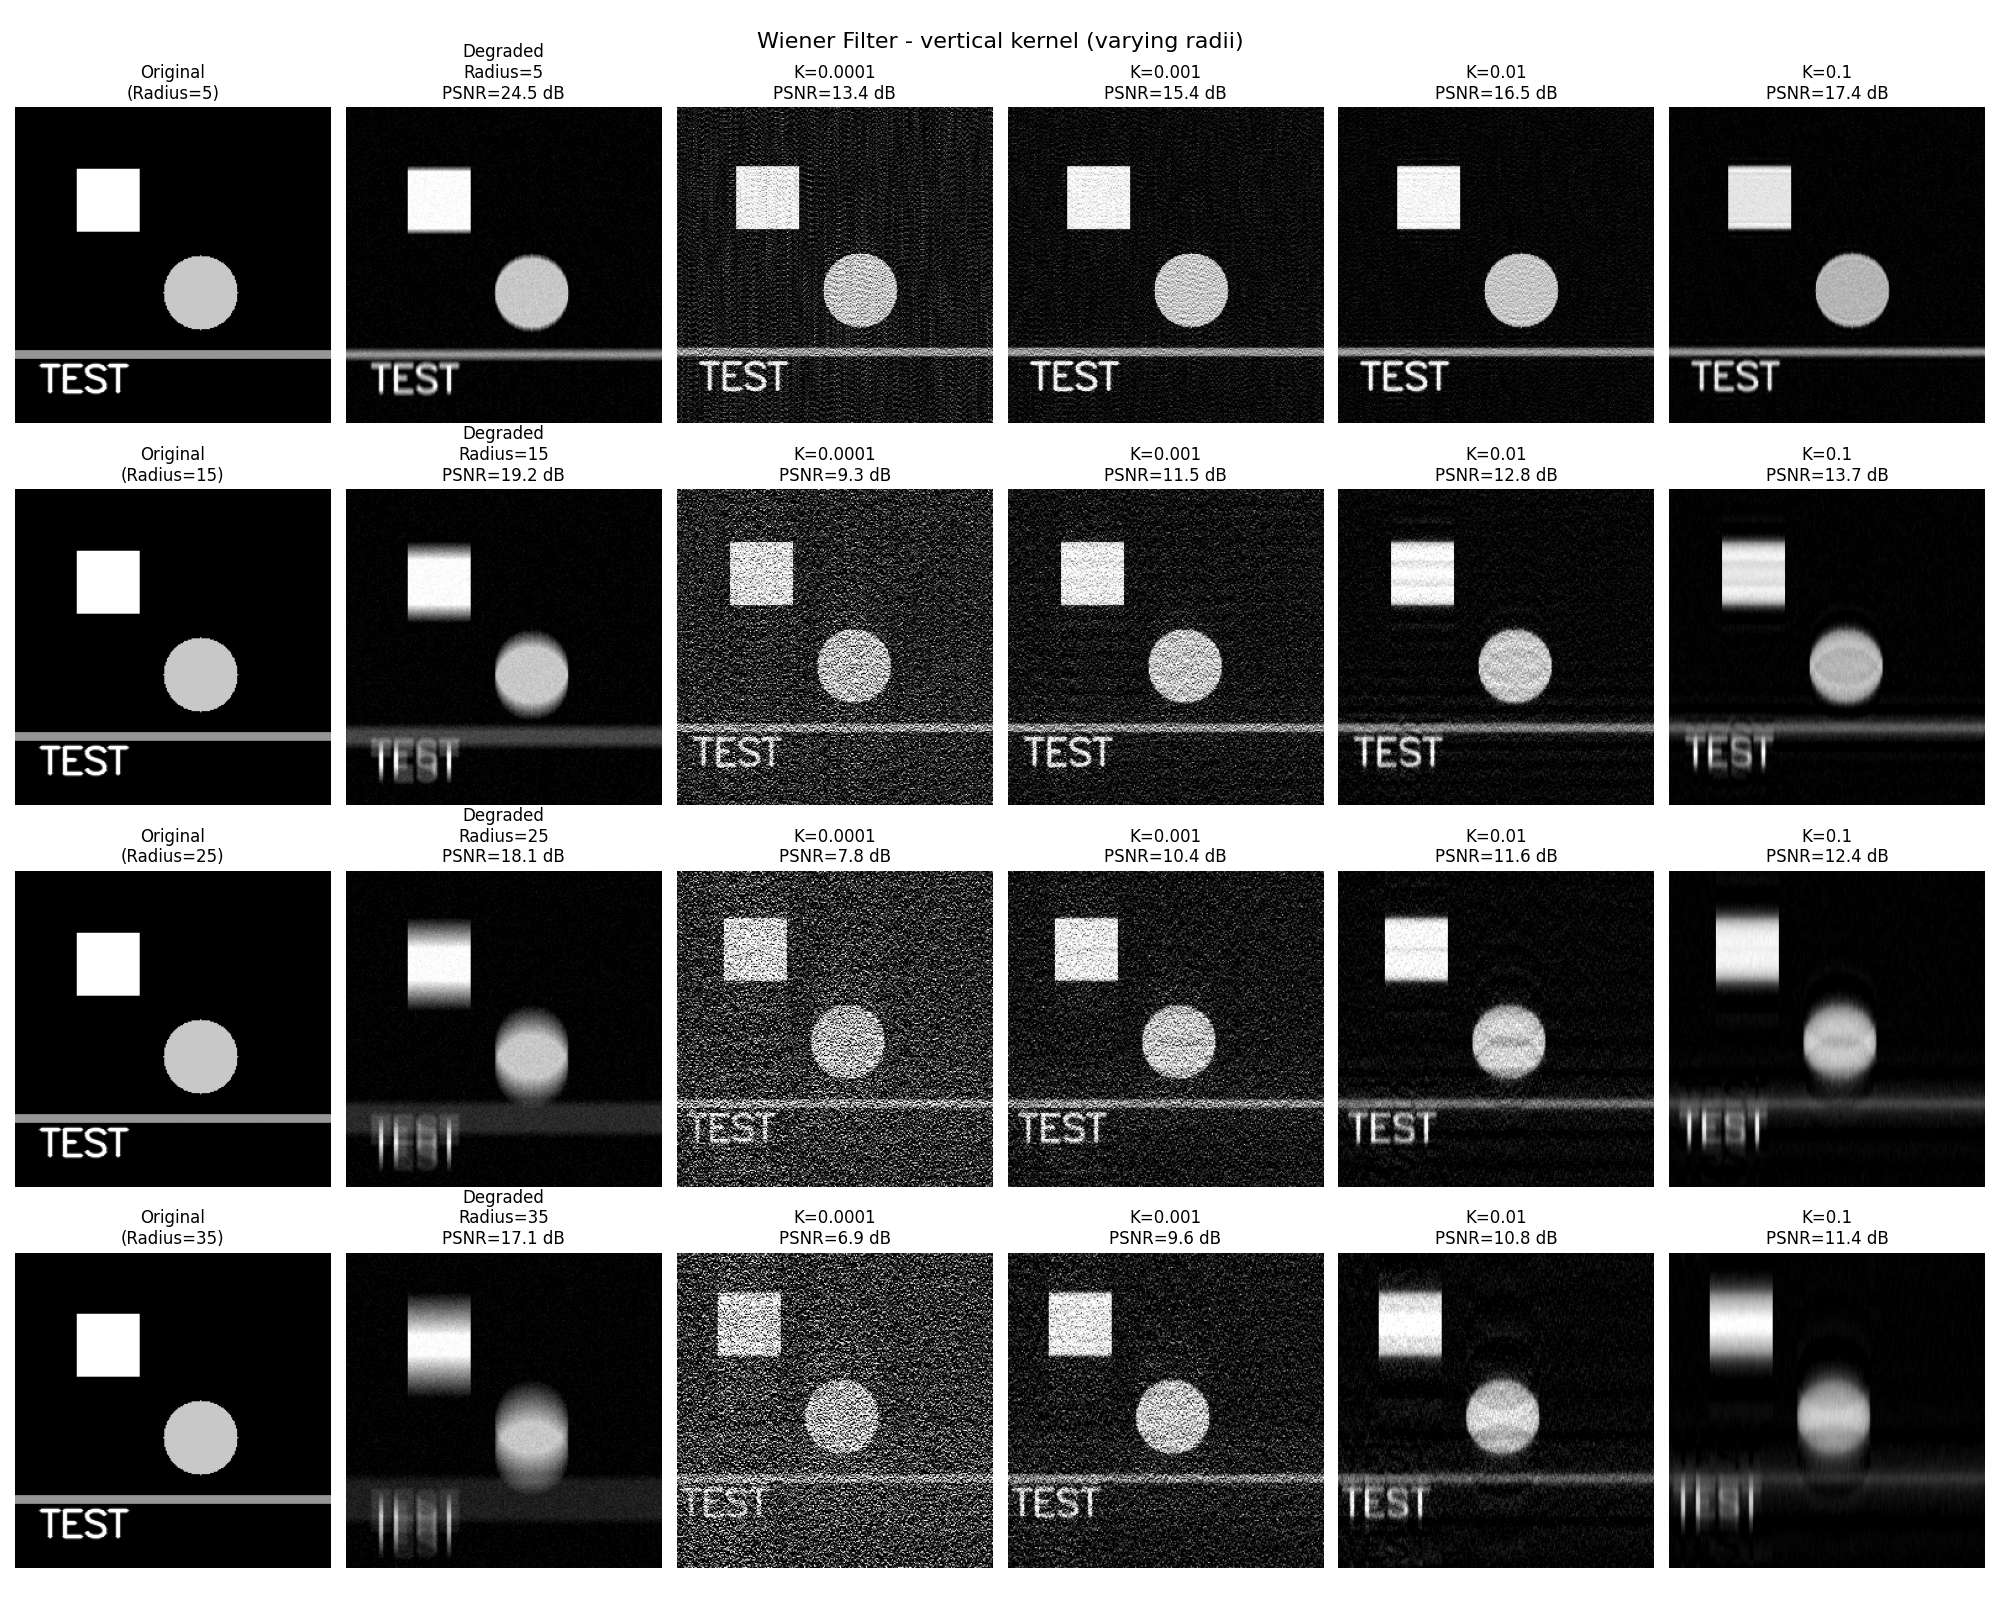 Wiener Filter - vertical kernel (varying radii)
Original
(Radius=5)
Degraded
Radius=5
PSNR=24.5 dB
K=0.0001
PSNR=13.4 dB
K=0.001
PSNR=15.4 dB
K=0.01
PSNR=16.5 dB
K=0.1
PSNR=17.4 dB
TEST
TEST
TEST
TEST
TEST
TEST
Original
(Radius=15)
Degraded
Radius=15
PSNR=19.2 dB
K=0.0001
PSNR=9.3 dB
K=0.001
PSNR=11.5 dB
K=0.01
PSNR=12.8 dB
K=0.1
PSNR=13.7 dB
TEST
TEST
TEST
TEST
TEST
TEST
Original
(Radius=25)
Degraded
Radius=25
PSNR=18.1 dB
K=0.0001
PSNR=7.8 dB
K=0.001
PSNR=10.4 dB
K=0.01
PSNR=11.6 dB
K=0.1
PSNR=12.4 dB
TEST
TEST
TEST
TEST
TEST
TEST
Original
(Radius=35)
Degraded
Radius=35
PSNR=17.1 dB
K=0.0001
PSNR=6.9 dB
K=0.001
PSNR=9.6 dB
K=0.01
PSNR=10.8 dB
K=0.1
PSNR=11.4 dB
TEST
TEST
TEST
TEST